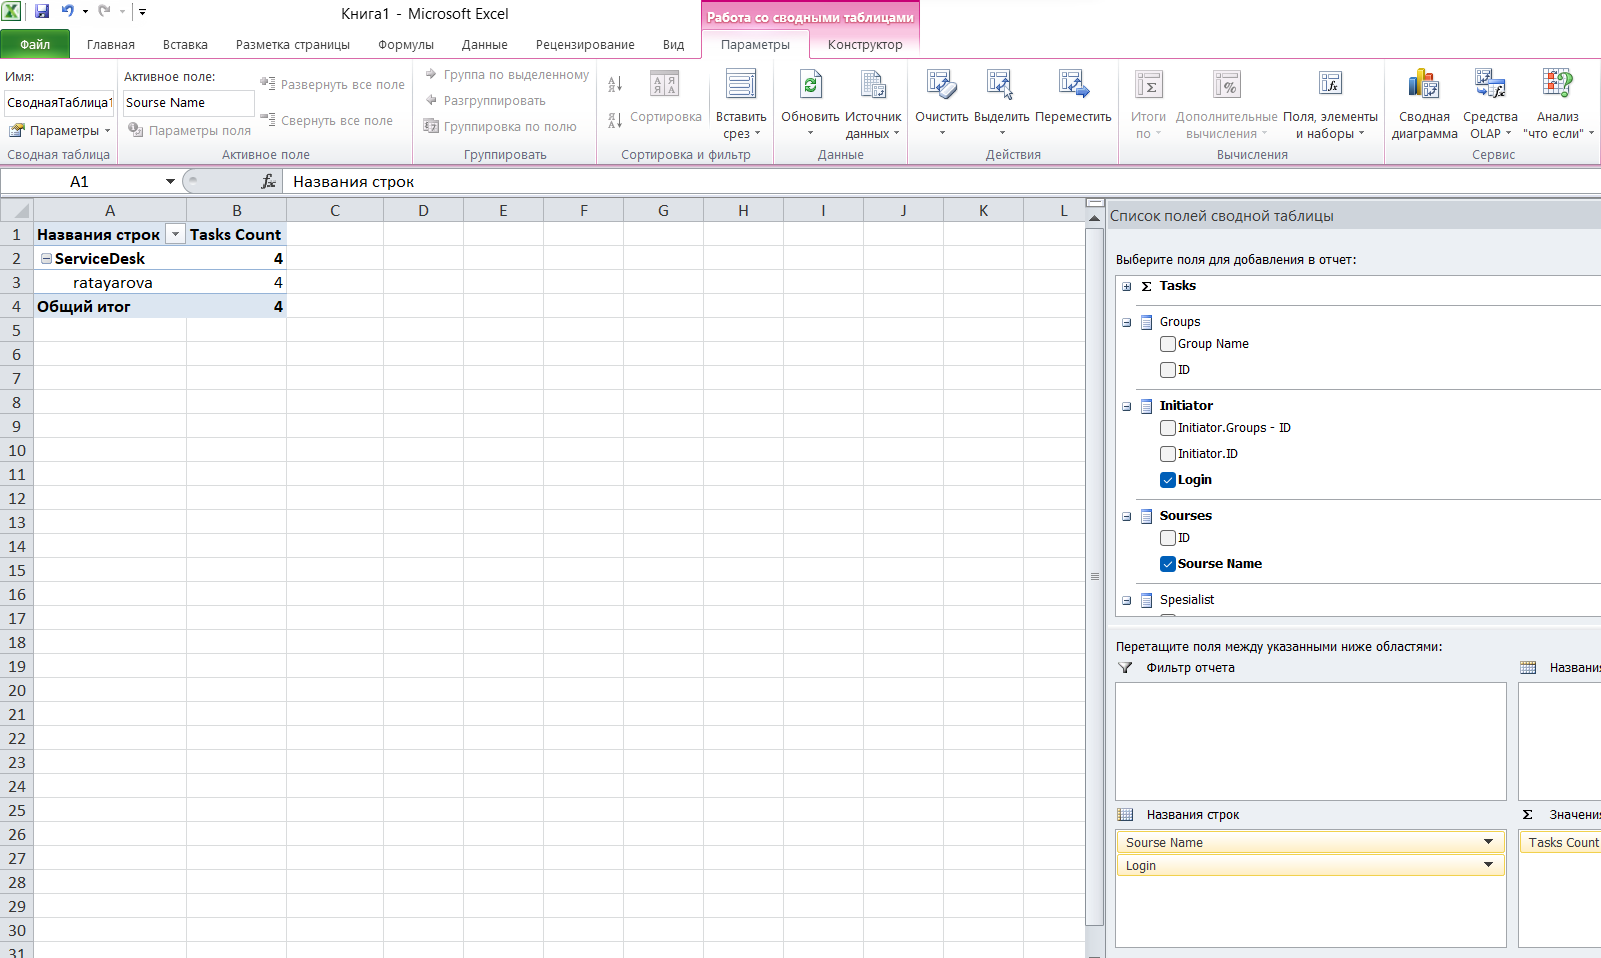 Книга1 - Microsoft Excel
Работа со сводными таблицами
Файл Главная Вставка Разметка страницы Формулы Данные Рецензирование Вид Параметры Конструктор
Имя:
СводнаяТаблица1
Параметры
Сводная таблица
Активное поле:
Sourse Name
Параметры поля
Развернуть все поле
Свернуть все поле
Активное поле
Группа по выделенному
Разгруппировать
Группировка по полю
Группировать
Сортировка
Вставить
срез
Сортировка и фильтр
Обновить
Источник
данных
Данные
Очистить
Выделить
Переместить
Действия
Итоги
по
Дополнительные
вычисления
Поля, элементы
и наборы
Вычисления
Сводная
диаграмма
Средства
OLAP
Анализ
"что если"
Сервис
A1 fx Названия строк
A B C D E F G H I J K L
1 Названия строк Tasks Count
2 ServiceDesk 4
3 ratayarova 4
4 Общий итог 4
5
6
7
8
9
10
11
12
13
14
15
16
17
18
19
20
21
22
23
24
25
26
27
28
29
30
31
Список полей сводной таблицы
Выберите поля для добавления в отчет:
Σ Tasks
Groups
Group Name
ID
Initiator
Initiator.Groups - ID
Initiator.ID
Login
Sourses
ID
Sourse Name
Spesialist
Перетащите поля между указанными ниже областями:
Фильтр отчета
Названи
Названия строк
Sourse Name
Login
Σ Значени
Tasks Count